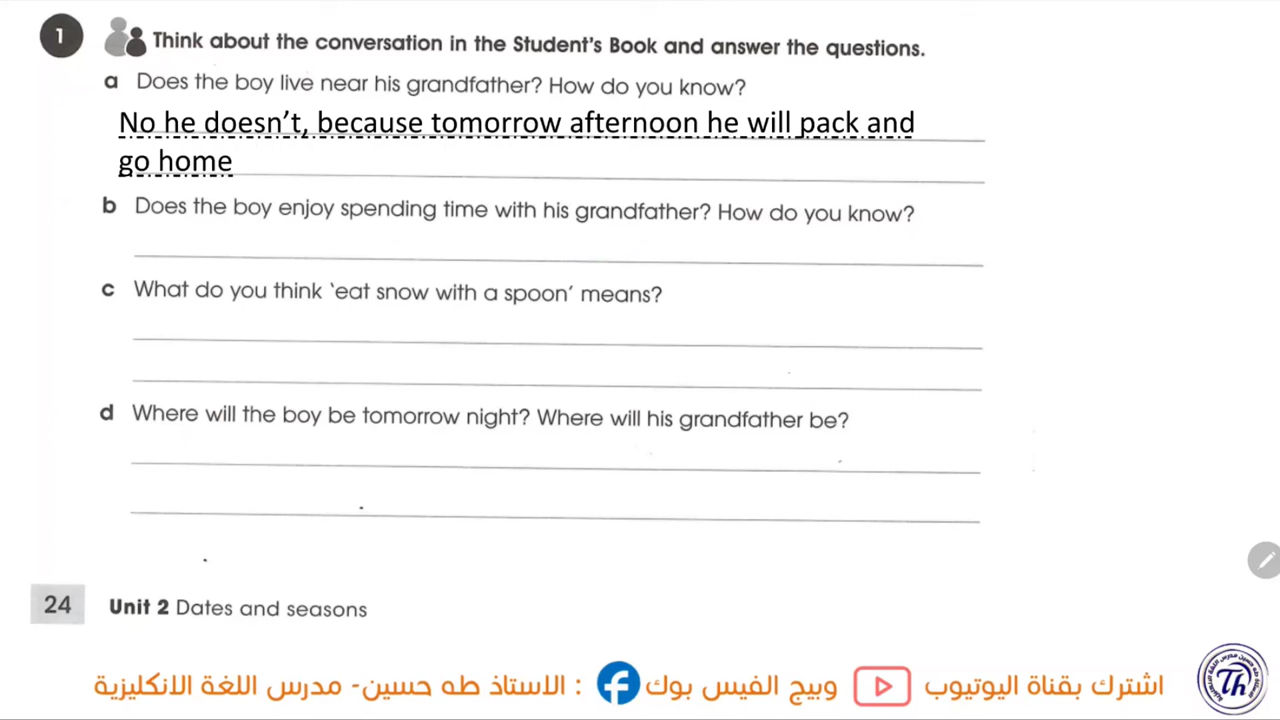 1 Think about the conversation in the Student's Book and answer the questions.
a Does the boy live near his grandfather? How do you know?
No he doesn't, because tomorrow afternoon he will pack and
go home
b Does the boy enjoy spending time with his grandfather? How do you know?
c What do you think 'eat snow with a spoon' means?
d Where will the boy be tomorrow night? Where will his grandfather be?
24 Unit 2 Dates and seasons
اشترك بقناة اليوتيوب وبيج الفيس بوك : الاستاذ طه حسين- مدرس اللغة الانكليزية
Th